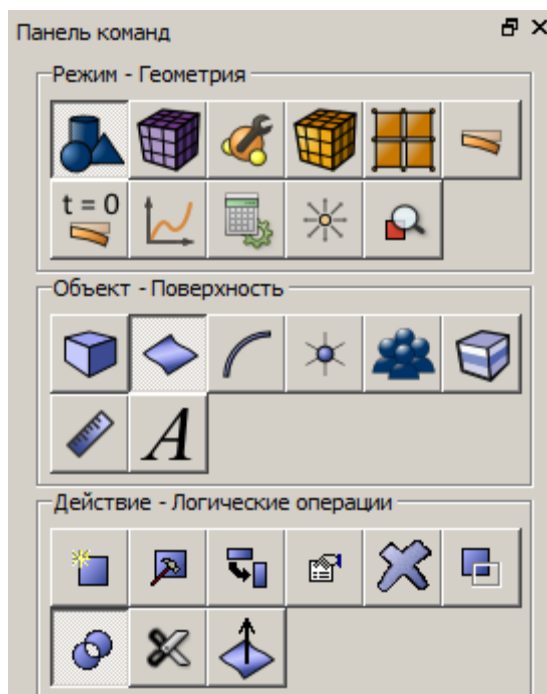 Панель команд
Режим - Геометрия
t = 0
Объект - Поверхность
A
Действие - Логические операции